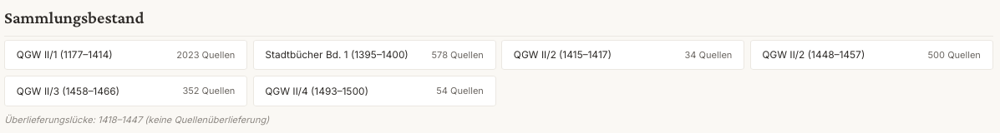 Sammlungsbestand
QGW II/1 (1177–1414) 2023 Quellen
Stadtbücher Bd. 1 (1395–1400) 578 Quellen
QGW II/2 (1415–1417) 34 Quellen
QGW II/2 (1448–1457) 500 Quellen
QGW II/3 (1458–1466) 352 Quellen
QGW II/4 (1493–1500) 54 Quellen
Überlieferungslücke: 1418–1447 (keine Quellenüberlieferung)